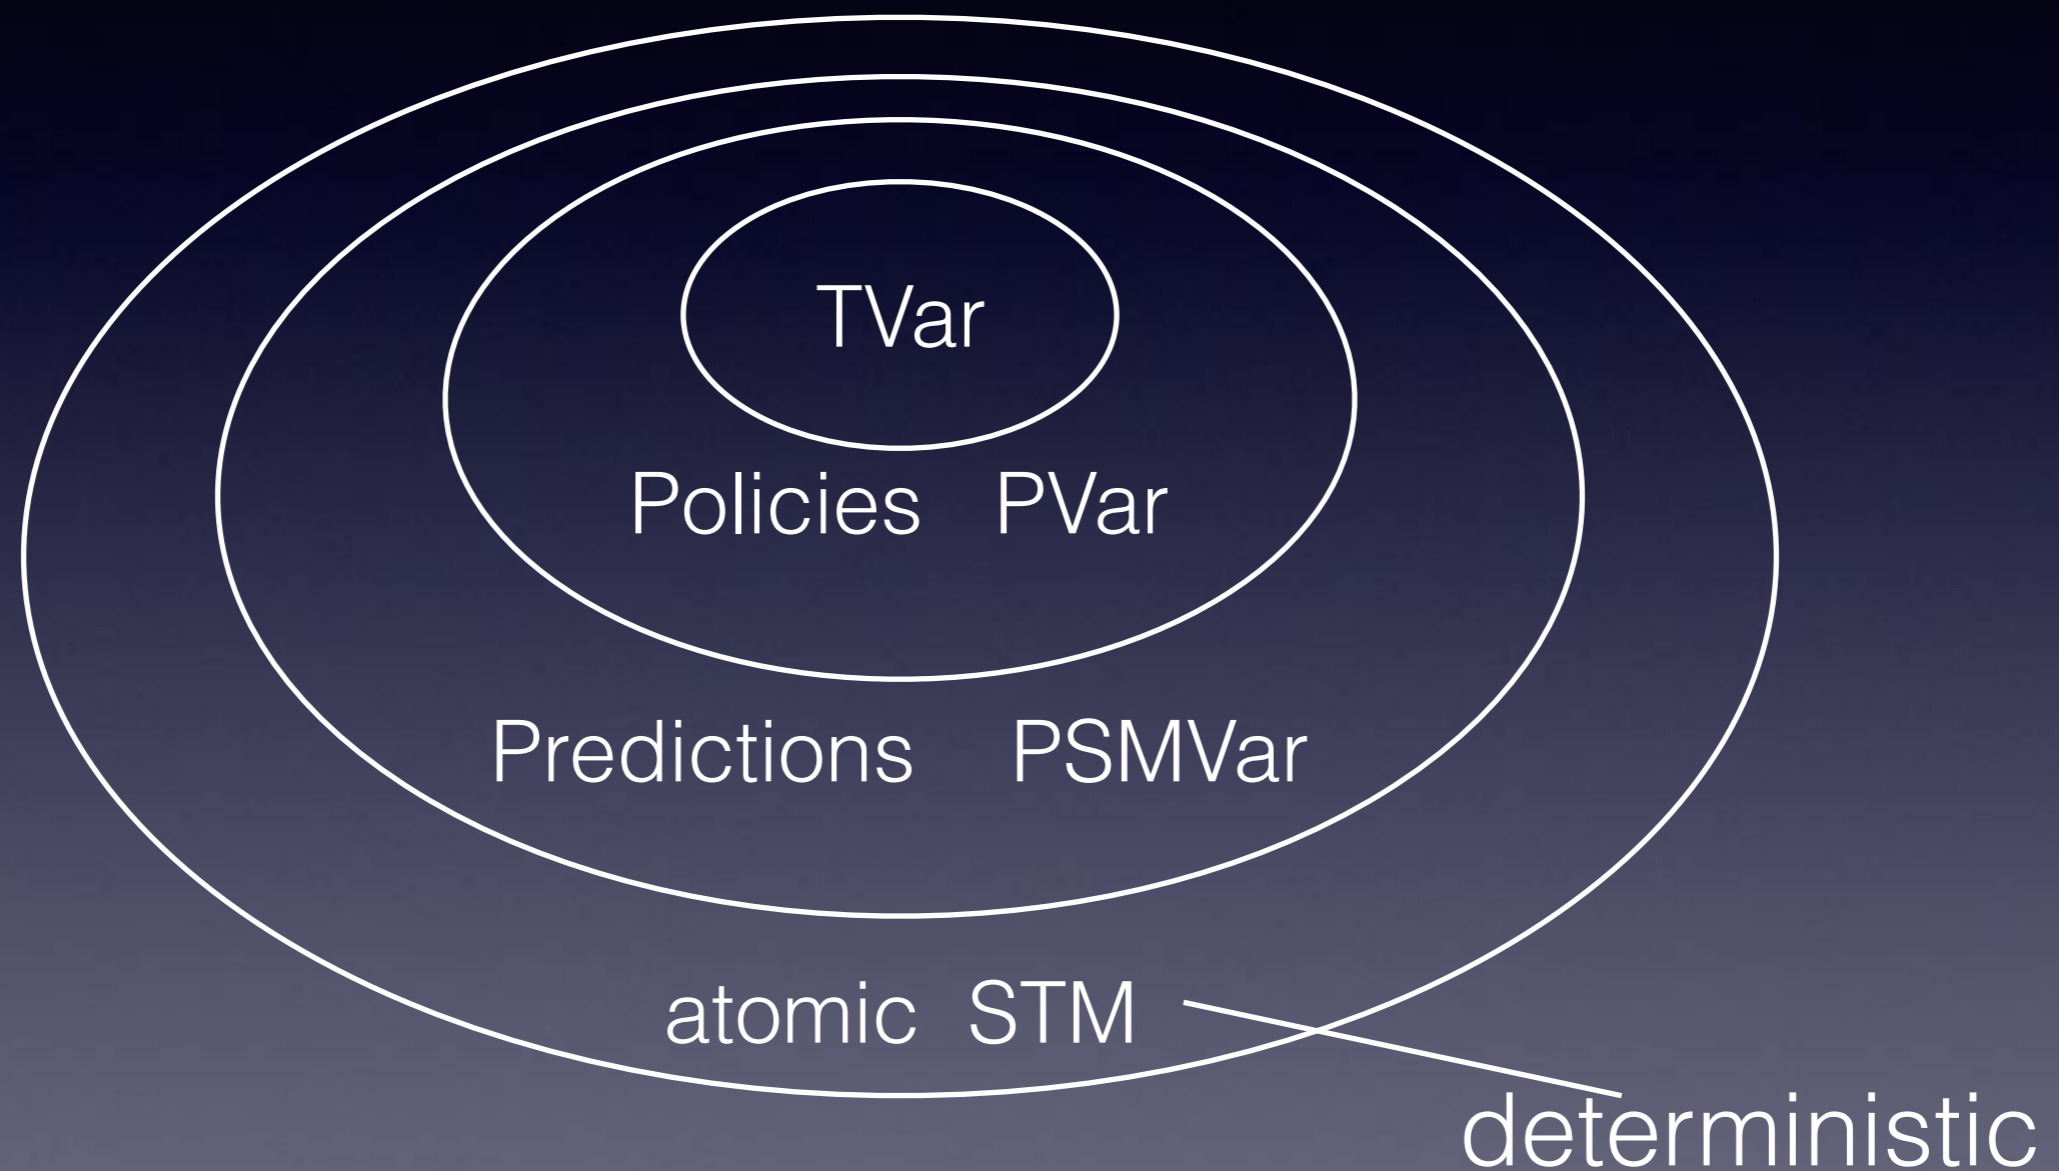 TVar
Policies PVar
Predictions PSMVar
atomic STM
deterministic